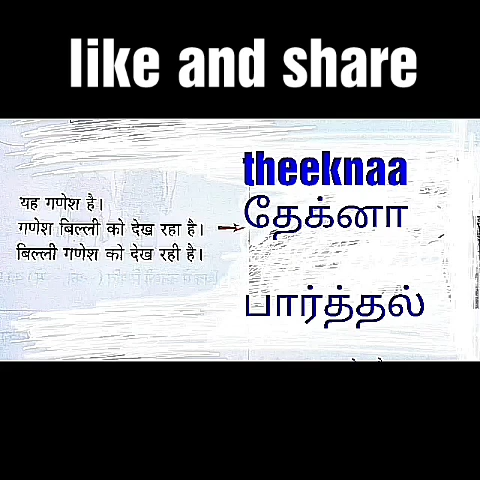 like and share
theeknaa
यह गणेश है।
गणेश बिल्ली को देख रहा है।
தேக்னா
बिल्ली गणेश को देख रही है।
பார்த்தல்